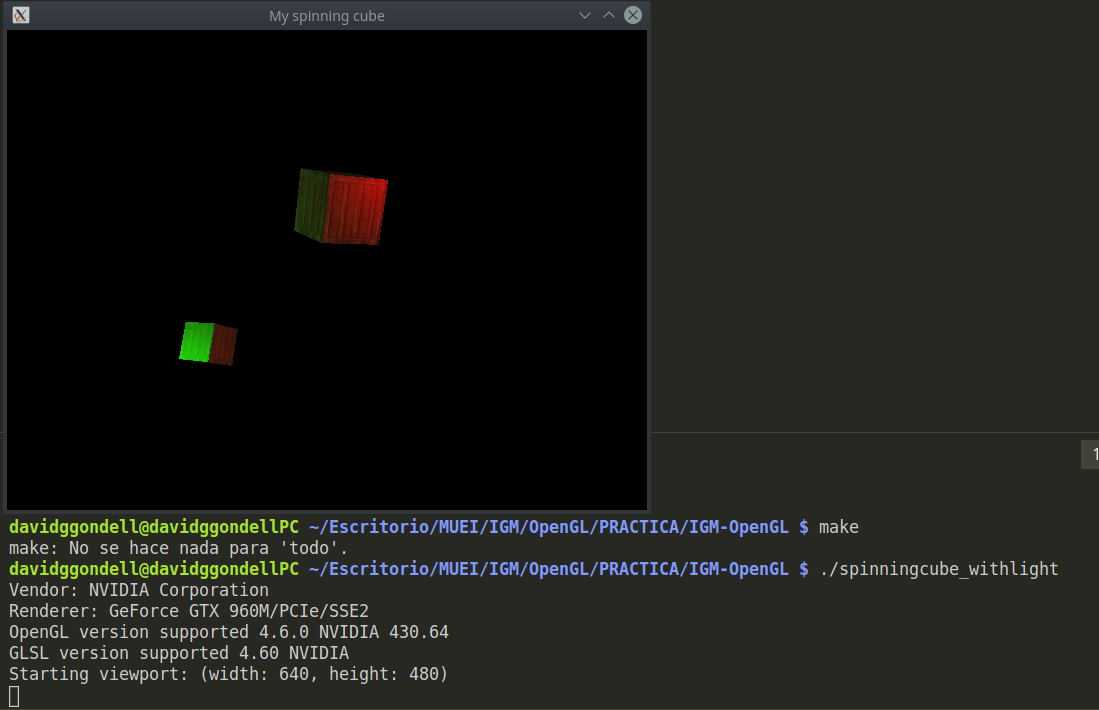 My spinning cube
1
davidggondell@davidggondellPC ~/Escritorio/MUEI/IGM/OpenGL/PRACTICA/IGM-OpenGL $ make
make: No se hace nada para 'todo'.
davidggondell@davidggondellPC ~/Escritorio/MUEI/IGM/OpenGL/PRACTICA/IGM-OpenGL $ ./spinningcube_withlight
Vendor: NVIDIA Corporation
Renderer: GeForce GTX 960M/PCIe/SSE2
OpenGL version supported 4.6.0 NVIDIA 430.64
GLSL version supported 4.60 NVIDIA
Starting viewport: (width: 640, height: 480)